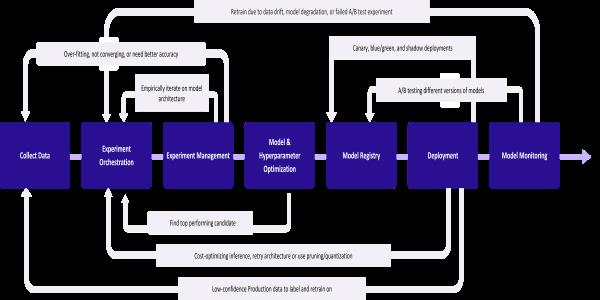 Retrain due to data drift, model degradation, or failed A/B test experiment
Over-fitting, not converging, or need better accuracy
Canary, blue/green, and shadow deployments
Empirically iterate on model
architecture
A/B testing different versions of models
Collect Data
Experiment
Orchestration
Experiment Management
Model &
Hyperparameter
Optimization
Model Registry
Deployment
Model Monitoring
Find top performing candidate
Cost-optimizing inference, retry architecture or use pruning/quantization
Low-confidence Production data to label and retrain on